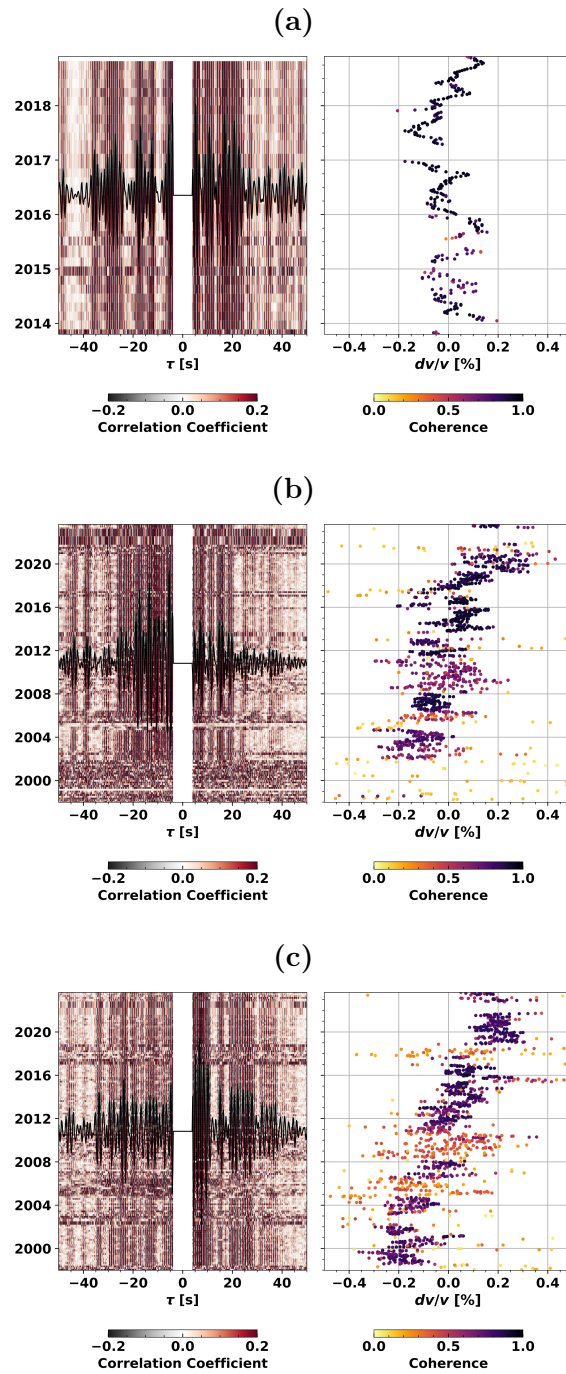 (a)
2018
2017
2016
2015
2014
−40 −20 0 20 40
τ [s]
−0.4 −0.2 0.0 0.2 0.4
dv/v [%]
−0.2 0.0 0.2
Correlation Coefficient
0.0 0.5 1.0
Coherence
(b)
2020
2016
2012
2008
2004
2000
−40 −20 0 20 40
τ [s]
−0.4 −0.2 0.0 0.2 0.4
dv/v [%]
−0.2 0.0 0.2
Correlation Coefficient
0.0 0.5 1.0
Coherence
(c)
2020
2016
2012
2008
2004
2000
−40 −20 0 20 40
τ [s]
−0.4 −0.2 0.0 0.2 0.4
dv/v [%]
−0.2 0.0 0.2
Correlation Coefficient
0.0 0.5 1.0
Coherence